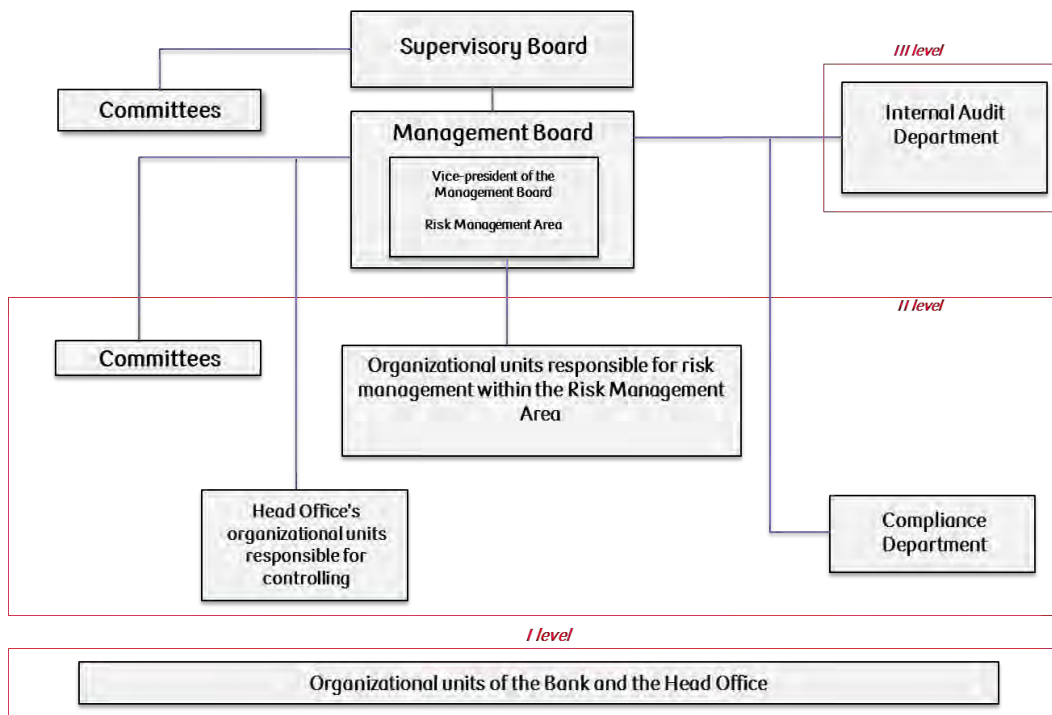 Supervisory Board
III level
Committees
Internal Audit
Department
Management Board
Vice-president of the
Management Board
Risk Management Area
II level
Committees
Organizational units responsible for risk
management within the Risk Management
Area
Head Office's
organizational units
responsible for
controlling
Compliance
Department
I level
Organizational units of the Bank and the Head Office